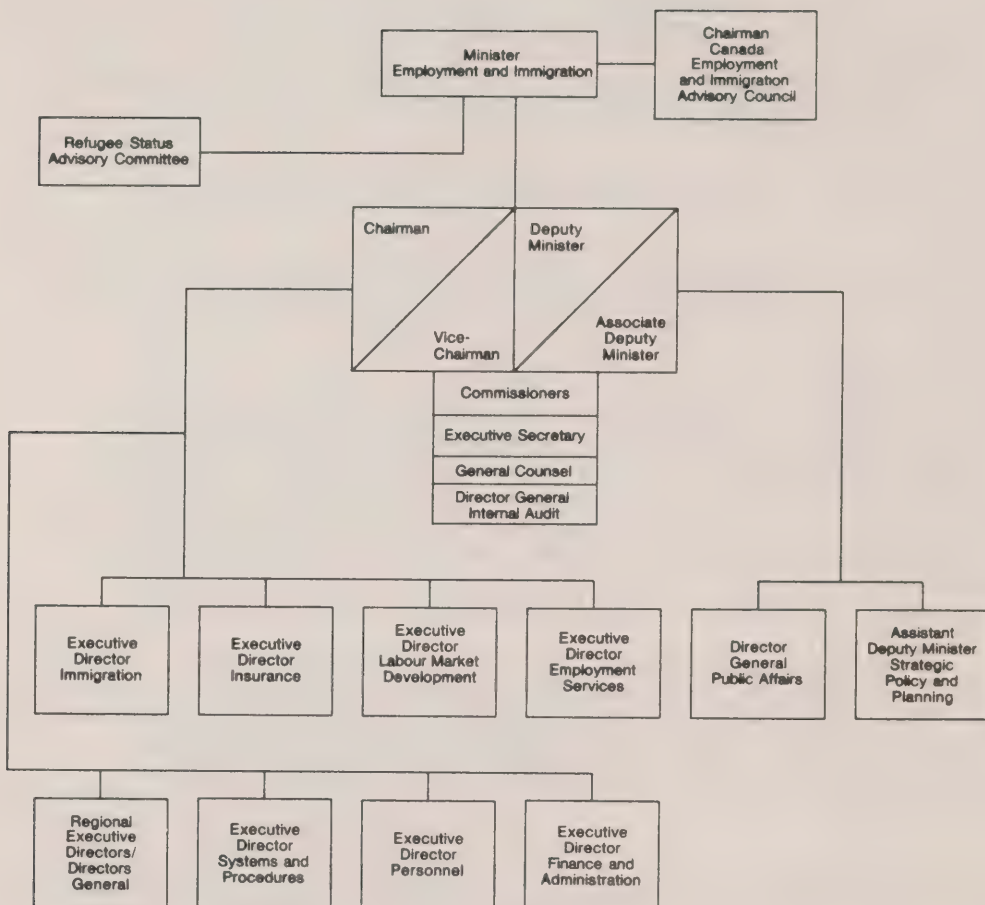 Minister
Employment and Immigration
Chairman
Canada
Employment
and Immigration
Advisory Council
Refugee Status
Advisory Committee
Chairman
Deputy
Minister
Vice-
Chairman
Associate
Deputy
Minister
Commissioners
Executive Secretary
General Counsel
Director General
Internal Audit
Executive
Director
Immigration
Executive
Director
Insurance
Executive
Director
Labour Market
Development
Executive
Director
Employment
Services
Director
General
Public Affairs
Assistant
Deputy Minister
Strategic
Policy and
Planning
Regional
Executive
Directors/
Directors
General
Executive
Director
Systems and
Procedures
Executive
Director
Personnel
Executive
Director
Finance and
Administration